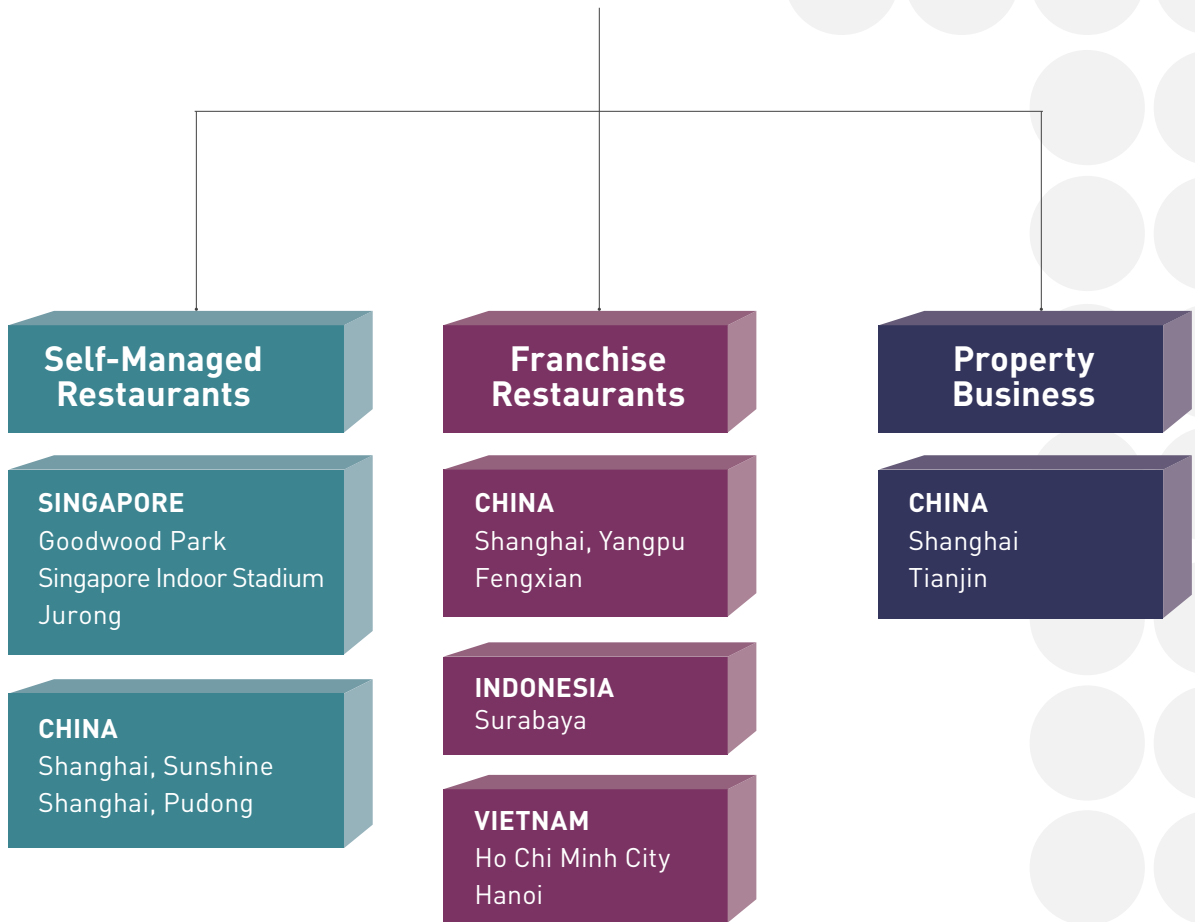 Self-Managed
Restaurants
SINGAPORE
Goodwood Park
Singapore Indoor Stadium
Jurong
CHINA
Shanghai, Sunshine
Shanghai, Pudong
Franchise
Restaurants
CHINA
Shanghai, Yangpu
Fengxian
INDONESIA
Surabaya
VIETNAM
Ho Chi Minh City
Hanoi
Property
Business
CHINA
Shanghai
Tianjin